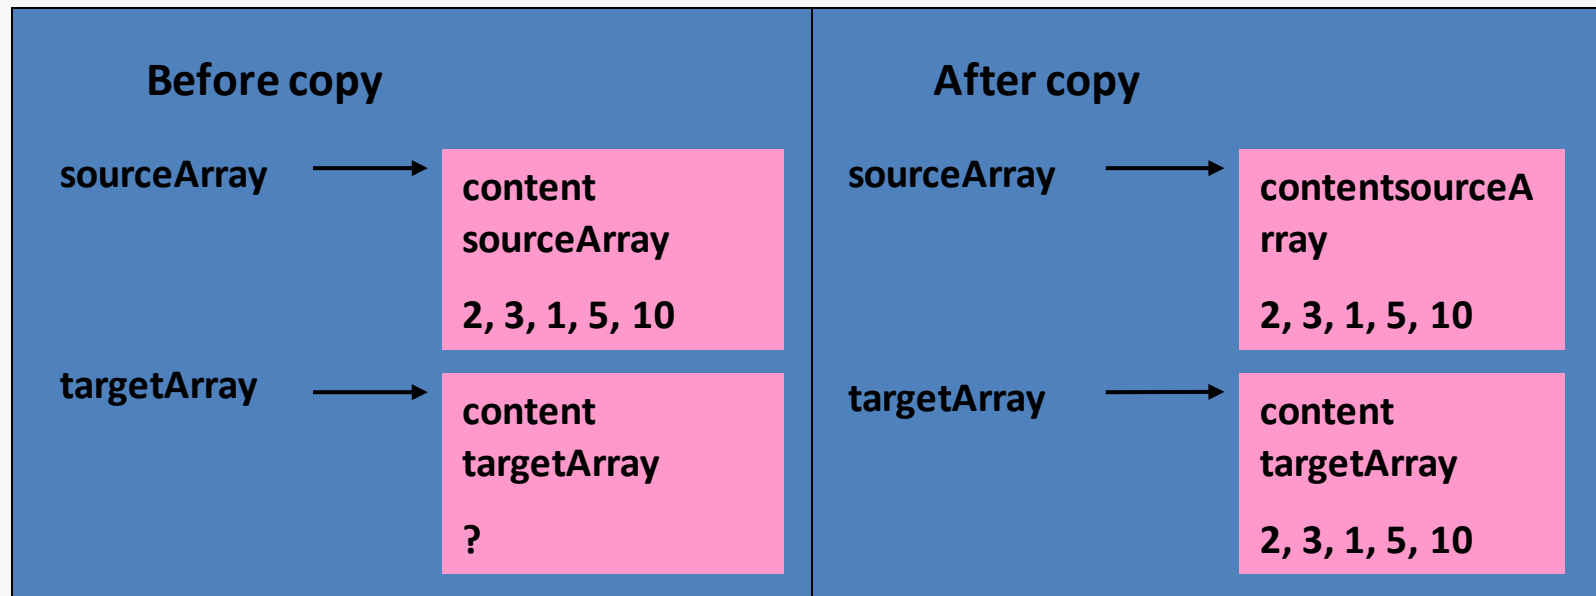 Before copy
sourceArray
content
sourceArray
2, 3, 1, 5, 10
targetArray
content
targetArray
?
After copy
sourceArray
contentsourceA
rray
2, 3, 1, 5, 10
targetArray
content
targetArray
2, 3, 1, 5, 10